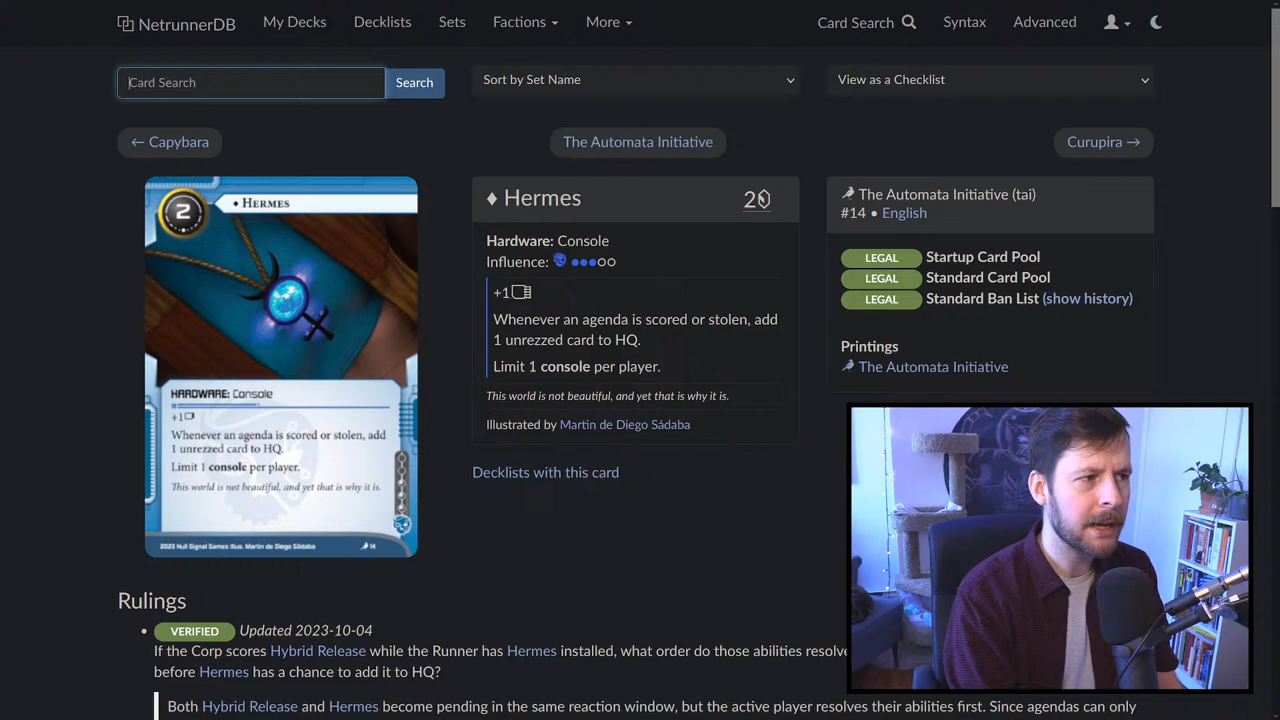 NetrunnerDB
My Decks
Decklists
Sets
Factions
More
Card Search
Syntax
Advanced
Card Search
Search
Sort by Set Name
View as a Checklist
← Capybara
The Automata Initiative
Curupira →
2
♦ HERMES
HARDWARE: Console
+1
Whenever an agenda is scored or stolen, add
1 unrezzed card to HQ.
Limit 1 console per player.
This world is not beautiful, and yet that is why it is.
2023 Null Signal Games Illus. Martin de Diego Sádaba
14
♦ Hermes
2
Hardware: Console
Influence:
+1
Whenever an agenda is scored or stolen, add
1 unrezzed card to HQ.
Limit 1 console per player.
This world is not beautiful, and yet that is why it is.
Illustrated by Martin de Diego Sádaba
Decklists with this card
The Automata Initiative (tai)
#14 • English
LEGAL Startup Card Pool
LEGAL Standard Card Pool
LEGAL Standard Ban List (show history)
Printings
The Automata Initiative
Rulings
• VERIFIED Updated 2023-10-04
If the Corp scores Hybrid Release while the Runner has Hermes installed, what order do those abilities resolve
before Hermes has a chance to add it to HQ?
Both Hybrid Release and Hermes become pending in the same reaction window, but the active player resolves their abilities first. Since agendas can only